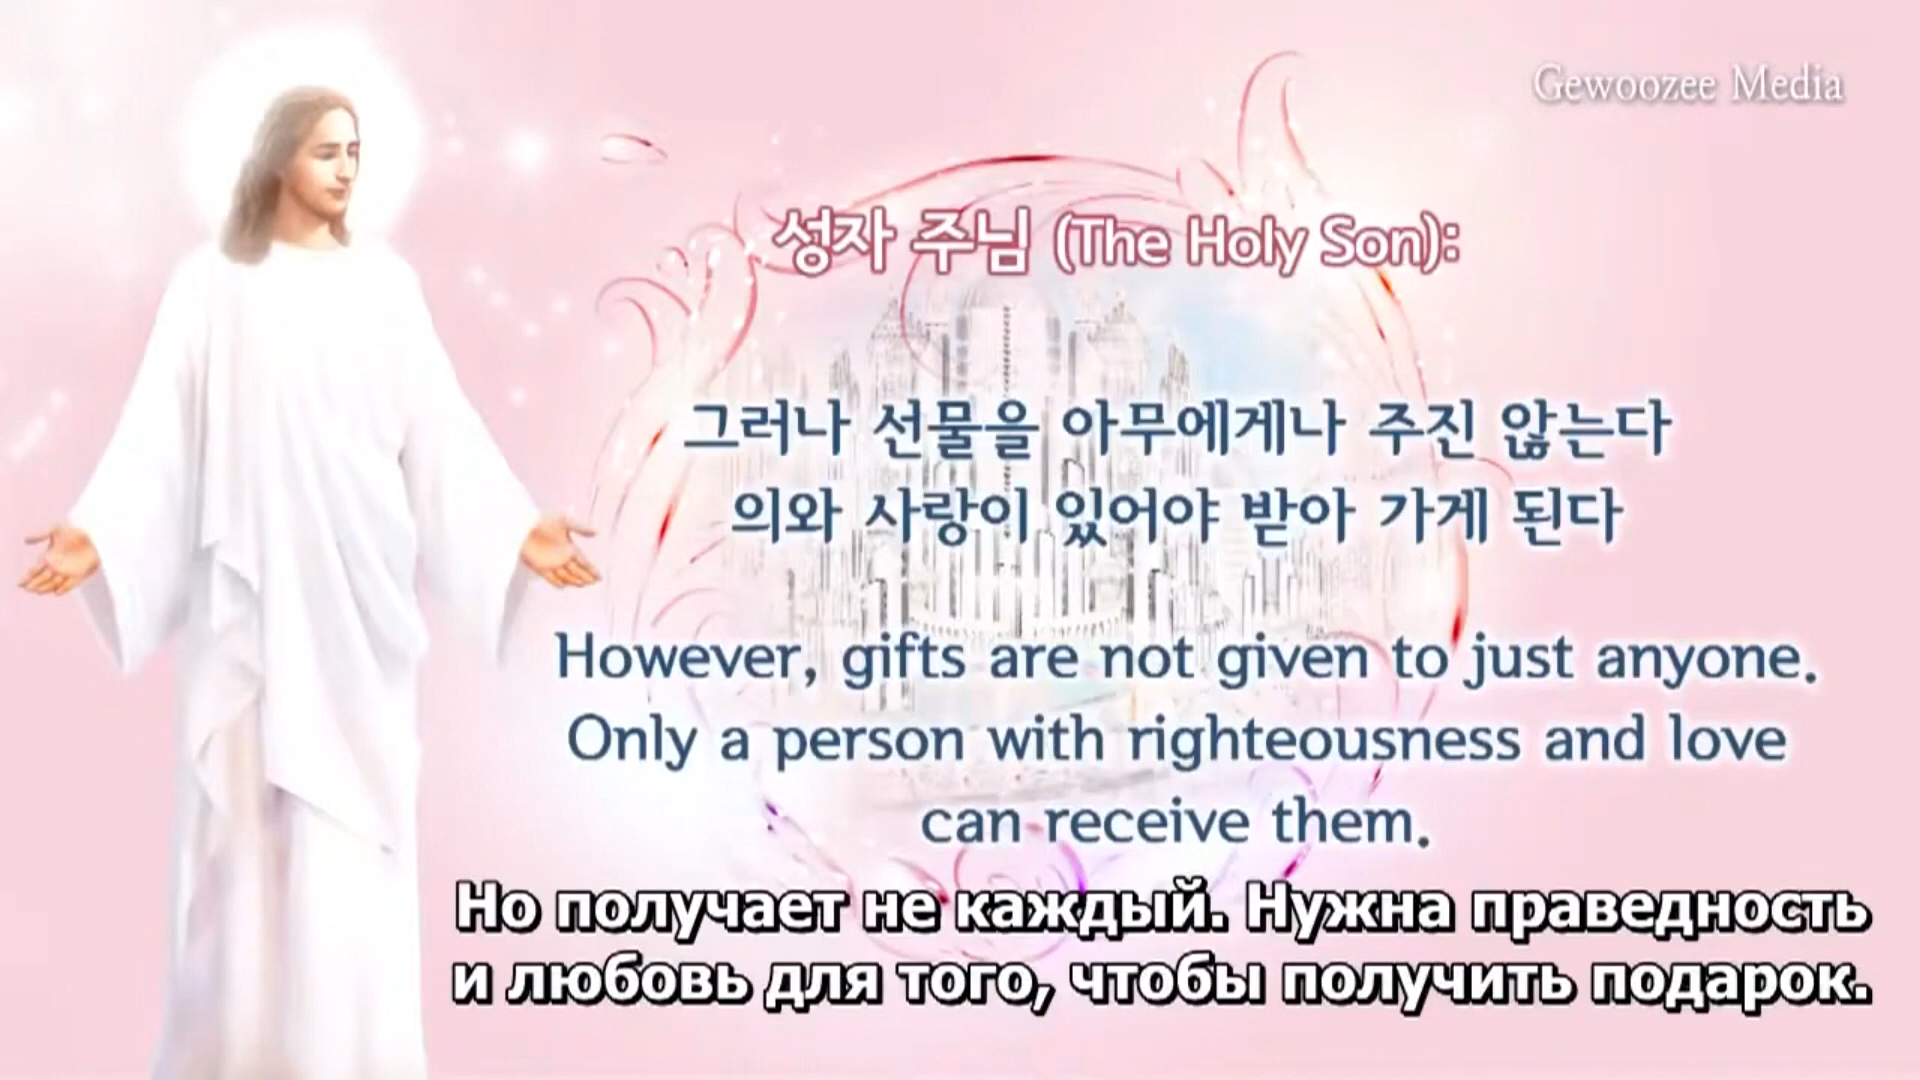 Gewoozee Media
성자 주님 (The Holy Son):
그러나 선물을 아무에게나 주진 않는다
의와 사랑이 있어야 받아 가게 된다
However, gifts are not given to just anyone.
Only a person with righteousness and love
can receive them.
Но получает не каждый. Нужна праведность
и любовь для того, чтобы получить подарок.